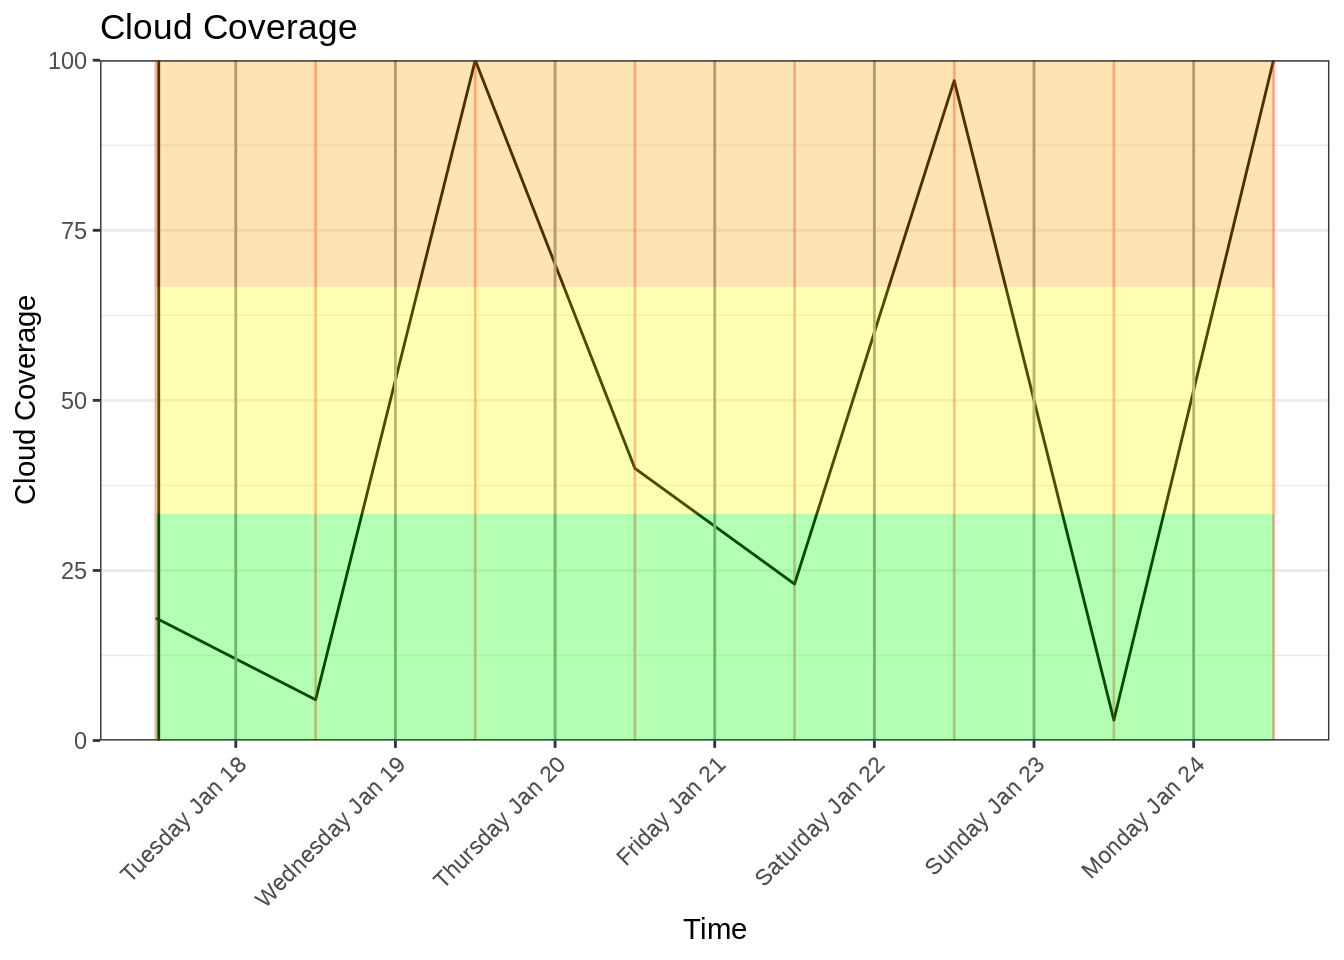 Cloud Coverage
100
75
50
25
0
Cloud Coverage
Tuesday Jan 18
Wednesday Jan 19
Thursday Jan 20
Friday Jan 21
Saturday Jan 22
Sunday Jan 23
Monday Jan 24
Time